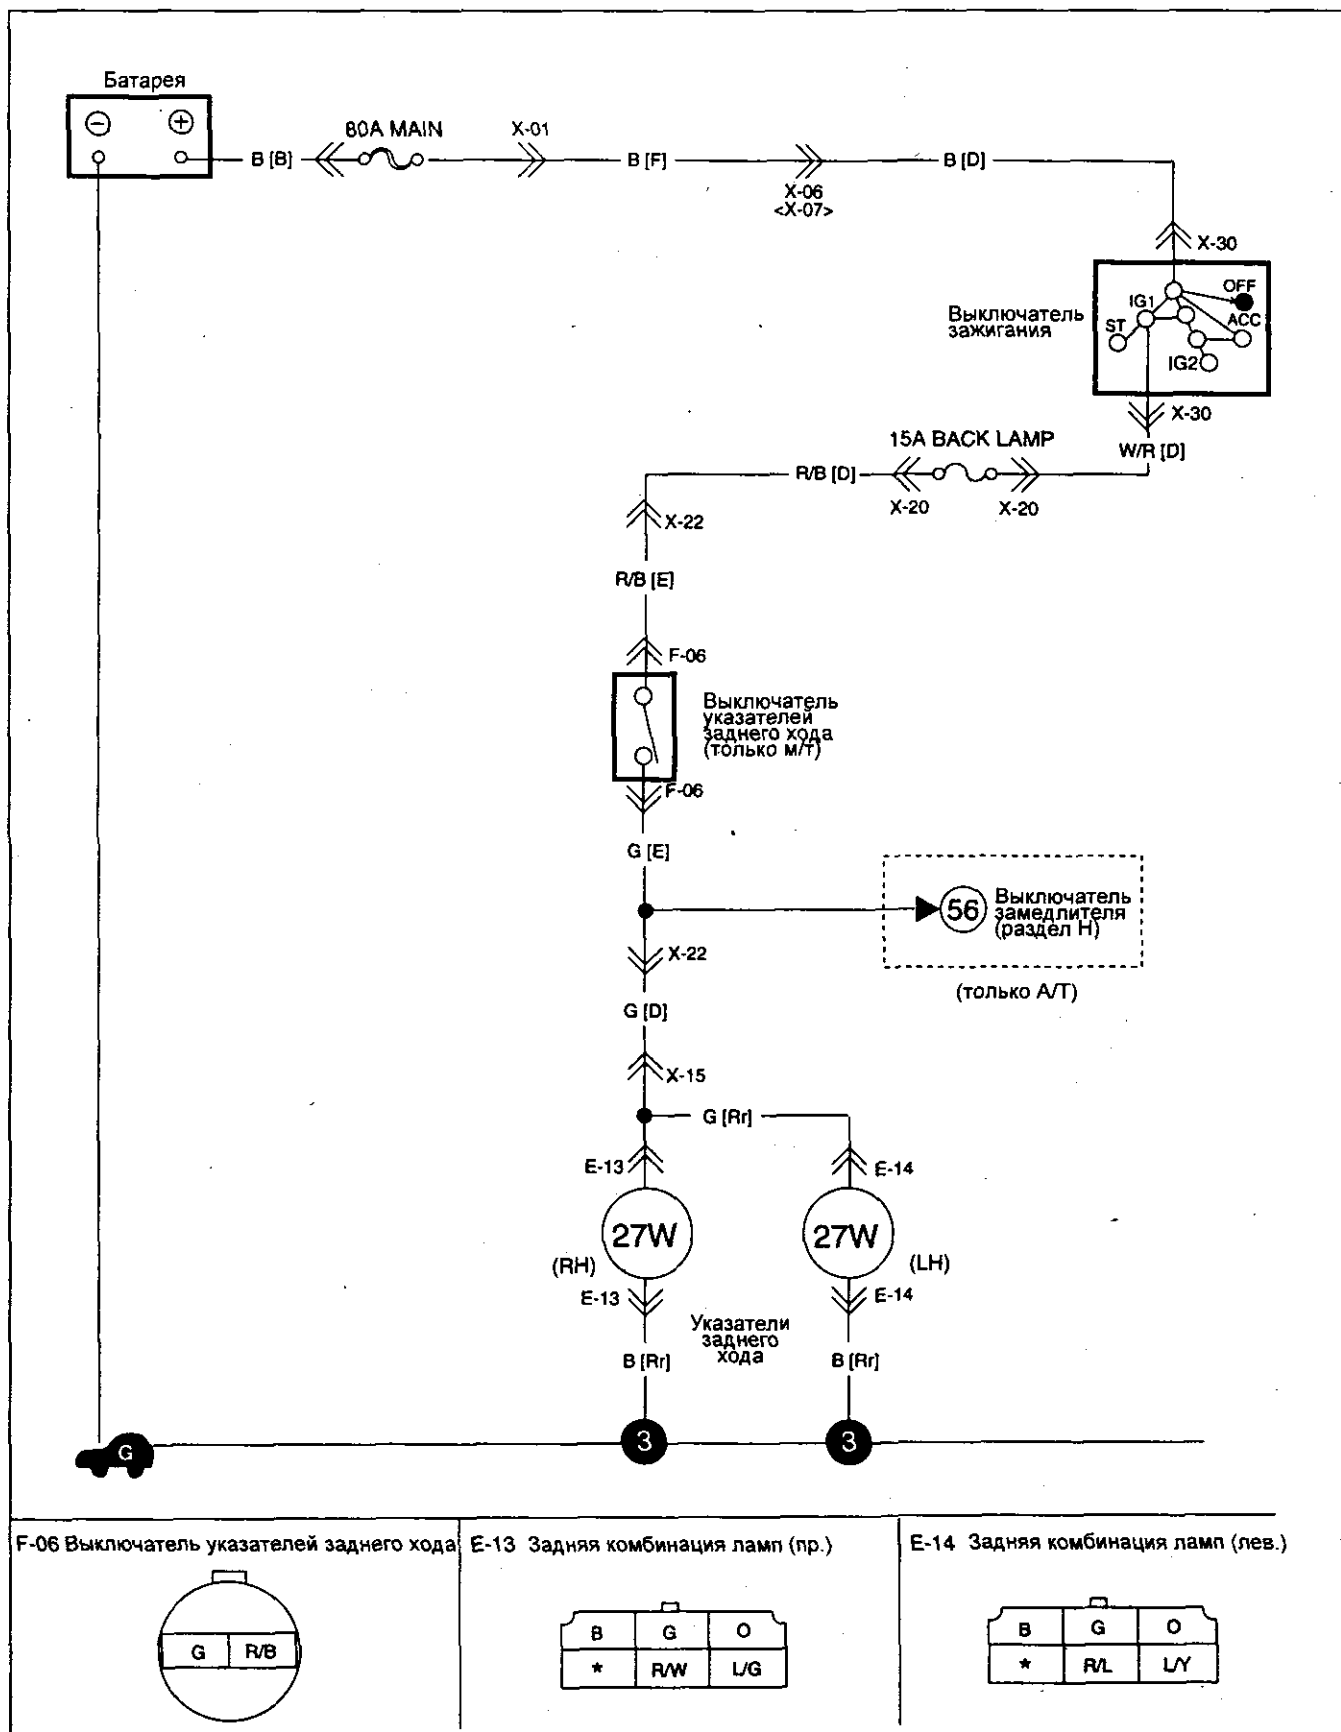 Батарея
80A MAIN
X-01
B [B]
B [F]
B [D]
X-06
<X-07>
X-30
OFF
IG1
Выключатель
зажигания
ST
ACC
IG2
X-30
15A BACK LAMP
W/R [D]
R/B [D]
X-20
X-20
X-22
R/B [E]
F-06
Выключатель
указателей
заднего хода
(только м/т)
F-06
G [E]
56
Выключатель
замедлителя
(раздел H)
X-22
(только A/T)
G [D]
X-15
G [Rr]
E-13
E-14
27W
27W
(RH)
(LH)
E-13
E-14
Указатели
заднего
хода
B [Rr]
B [Rr]
G
3
3
F-06 Выключатель указателей заднего хода
E-13 Задняя комбинация ламп (пр.)
E-14 Задняя комбинация ламп (лев.)
G R/B
B G O
* R/W L/G
B G O
* R/L L/Y